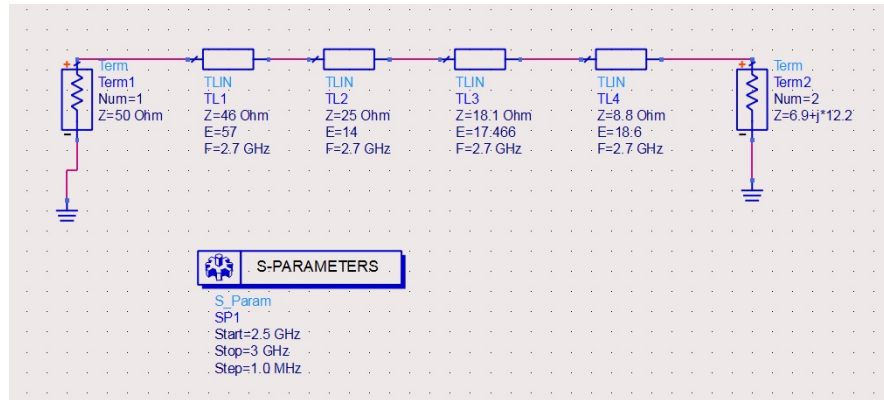 +
Term
Term1
Num=1
Z=50 Ohm
-
TLIN
TL1
Z=46 Ohm
E=57
F=2.7 GHz
TLIN
TL2
Z=25 Ohm
E=14
F=2.7 GHz
TLIN
TL3
Z=18.1 Ohm
E=17.466
F=2.7 GHz
TLIN
TL4
Z=8.8 Ohm
E=18.6
F=2.7 GHz
+
Term
Term2
Num=2
Z=6.9+j*12.2
-
S-PARAMETERS
S_Param
SP1
Start=2.5 GHz
Stop=3 GHz
Step=1.0 MHz